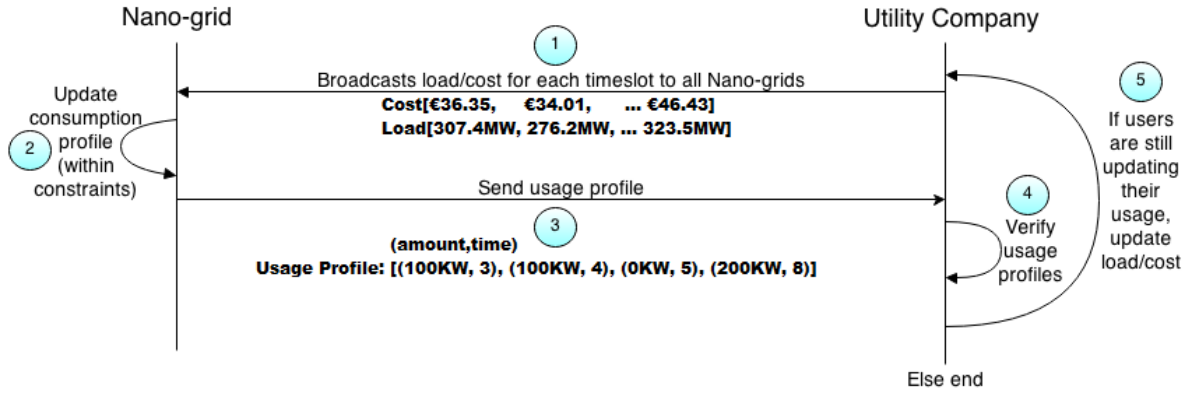 Nano-grid
Utility Company
1
Broadcasts load/cost for each timeslot to all Nano-grids
Cost[€36.35, €34.01, ... €46.43]
Load[307.4MW, 276.2MW, ... 323.5MW]
2
Update
consumption
profile
(within
constraints)
Send usage profile
3
(amount,time)
Usage Profile: [(100KW, 3), (100KW, 4), (0KW, 5), (200KW, 8)]
4
Verify
usage
profiles
5
If users
are still
updating
their
usage,
update
load/cost
Else end